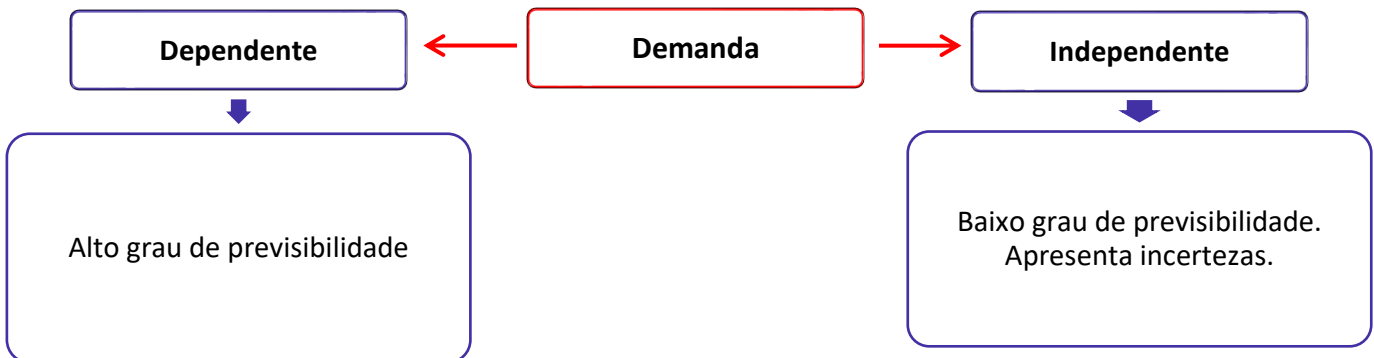 Dependente
Demanda
Independente
Alto grau de previsibilidade
Baixo grau de previsibilidade.
Apresenta incertezas.